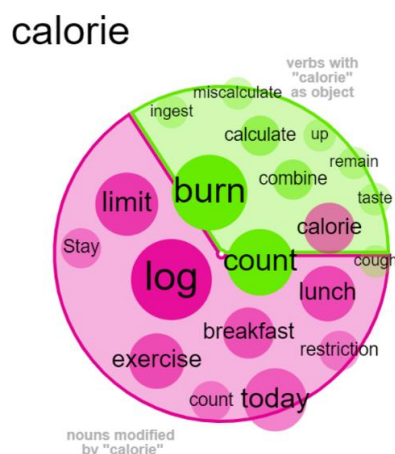 calorie
verbs with
"calorie"
as object
miscalculate
ingest
calculate
up
remain
combine
burn
taste
limit
calorie
Stay
count
cough
log
lunch
breakfast
restriction
exercise
count
today
nouns modified
by "calorie"